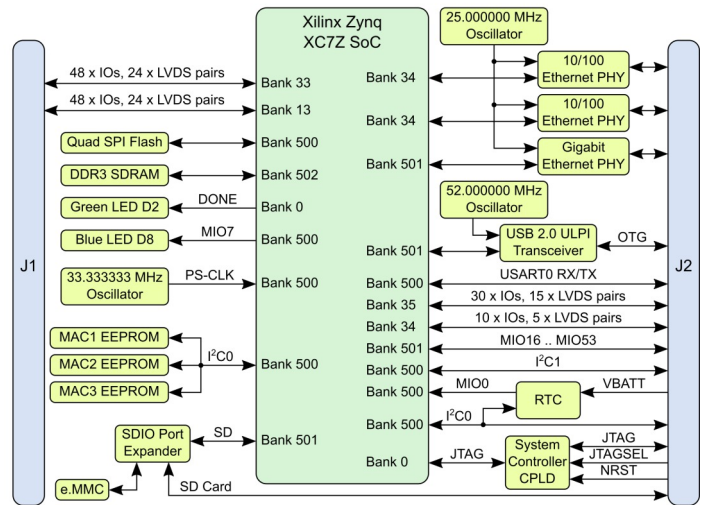 Xilinx Zynq
XC7Z SoC
25.000000 MHz
Oscillator
10/100
Ethernet PHY
10/100
Ethernet PHY
Gigabit
Ethernet PHY
52.000000 MHz
Oscillator
USB 2.0 ULPI
Transceiver
OTG
J1
J2
48 x IOs, 24 x LVDS pairs
Bank 33
48 x IOs, 24 x LVDS pairs
Bank 13
Quad SPI Flash
Bank 500
DDR3 SDRAM
Bank 502
Green LED D2
DONE
Bank 0
Blue LED D8
MIO7
Bank 500
33.333333 MHz
Oscillator
PS-CLK
Bank 500
MAC1 EEPROM
MAC2 EEPROM
MAC3 EEPROM
I²C0
Bank 500
SDIO Port
Expander
SD
Bank 501
e.MMC
SD Card
Bank 34
Bank 34
Bank 501
Bank 501
Bank 500
USART0 RX/TX
Bank 35
30 x IOs, 15 x LVDS pairs
Bank 34
10 x IOs, 5 x LVDS pairs
Bank 501
MIO16 .. MIO53
Bank 500
I²C1
Bank 500
MIO0
RTC
VBATT
Bank 500
I²C0
Bank 0
JTAG
System
Controller
CPLD
JTAG
JTAGSEL
NRST